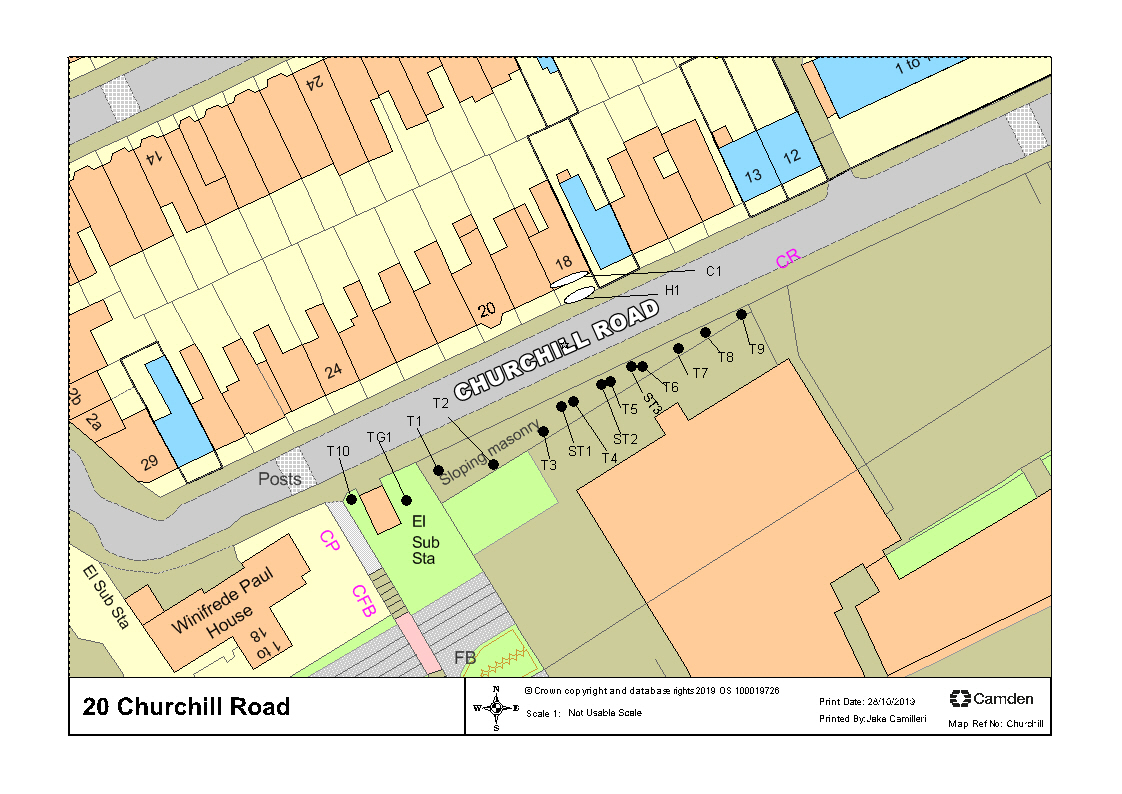 24
1 to 1
14
12
13
18
C1
CR
H1
20
CHURCHILL ROAD
T9
T8
T7
T6
24
ST3
T2
T5
2b
2a
T1
ST2
TG1
Sloping masonry
ST1
T4
T10
T3
29
Posts
El
Sub
Sta
CP
El Sub Sta
CFB
Winifrede Paul
House
1 to
18
FB
20 Churchill Road
N
W E
S
© Crown copyright and database rights 2019 OS 100019726
Scale 1: Not Usable Scale
Print Date: 28/10/2019
Printed By: Jake Camilleri
Camden
Map Ref No: Churchill